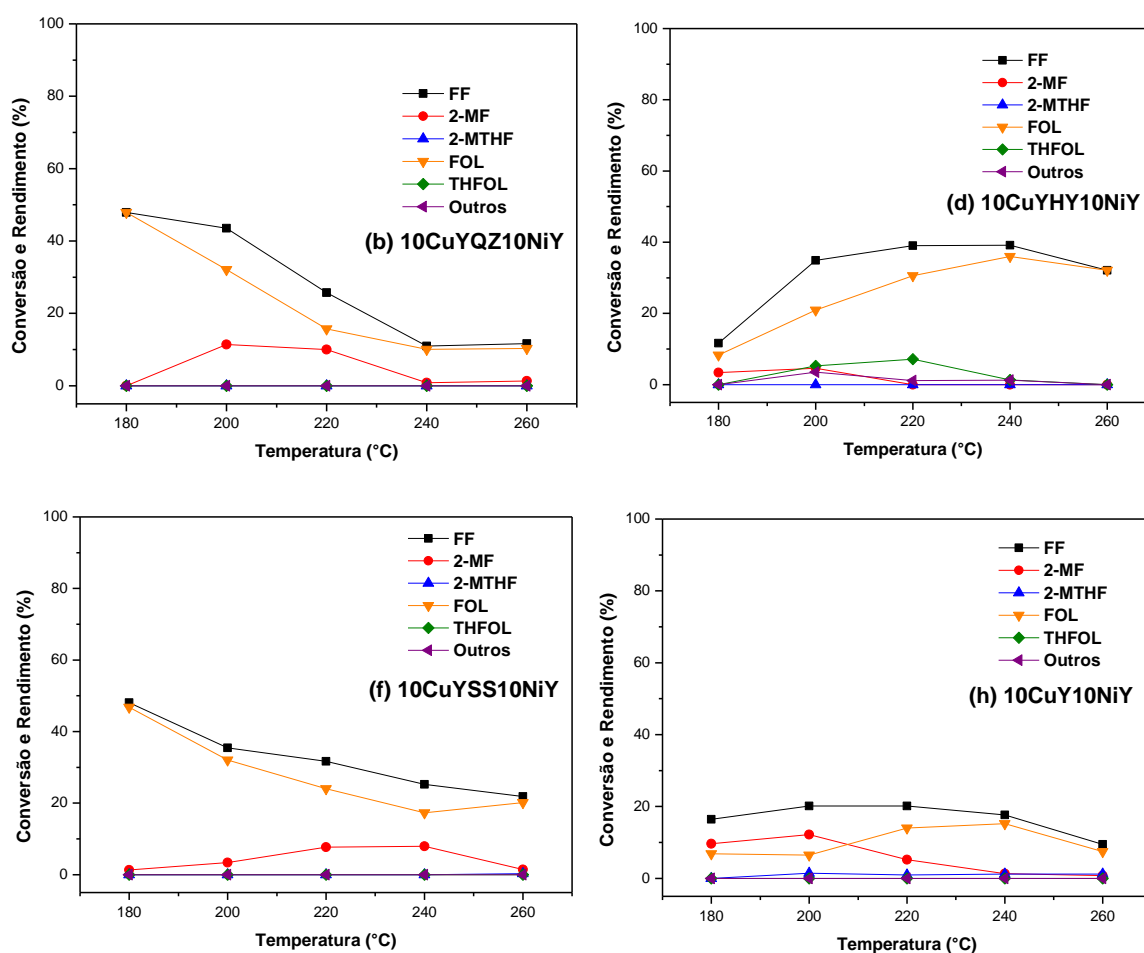 100
80
60
40
20
0
Conversão e Rendimento (%)
FF
2-MF
2-MTHF
FOL
THFOL
Outros
(b) 10CuYQZ10NiY
180 200 220 240 260
Temperatura (°C)
100
80
60
40
20
0
Conversão e Rendimento (%)
FF
2-MF
2-MTHF
FOL
THFOL
Outros
(d) 10CuYHY10NiY
180 200 220 240 260
Temperatura (°C)
100
80
60
40
20
0
Conversão e Rendimento (%)
FF
2-MF
2-MTHF
FOL
THFOL
Outros
(f) 10CuYSS10NiY
180 200 220 240 260
Temperatura (°C)
100
80
60
40
20
0
Conversão e Rendimento (%)
FF
2-MF
2-MTHF
FOL
THFOL
Outros
(h) 10CuY10NiY
180 200 220 240 260
Temperatura (°C)